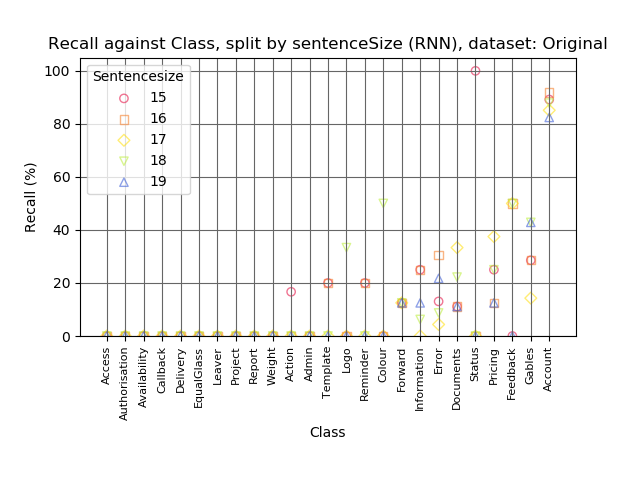 Recall against Class, split by sentenceSize (RNN), dataset: Original
Recall (%)
100
80
60
40
20
0
Sentencesize
15
16
17
18
19
Access
Authorisation
Availability
Callback
Delivery
EqualGlass
Leaver
Project
Report
Weight
Action
Admin
Template
Logo
Reminder
Colour
Forward
Information
Error
Documents
Status
Pricing
Feedback
Gables
Account
Class